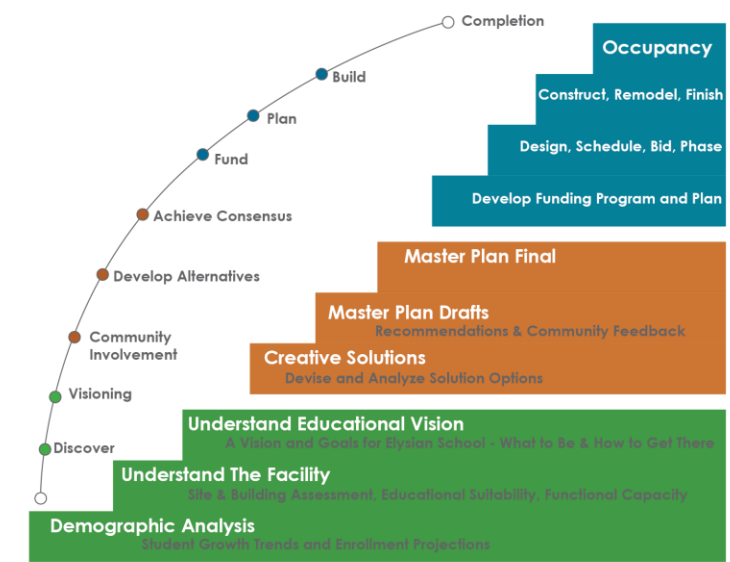 Completion
Occupancy
Build
Construct, Remodel, Finish
Plan
Design, Schedule, Bid, Phase
Fund
Develop Funding Program and Plan
Achieve Consensus
Master Plan Final
Develop Alternatives
Master Plan Drafts
Recommendations & Community Feedback
Community
Involvement
Creative Solutions
Devise and Analyze Solution Options
Visioning
Understand Educational Vision
A Vision and Goals for Elysian School - What to Be & How to Get There
Discover
Understand The Facility
Site & Building Assessment, Educational Suitability, Functional Capacity
Demographic Analysis
Student Growth Trends and Enrollment Projections